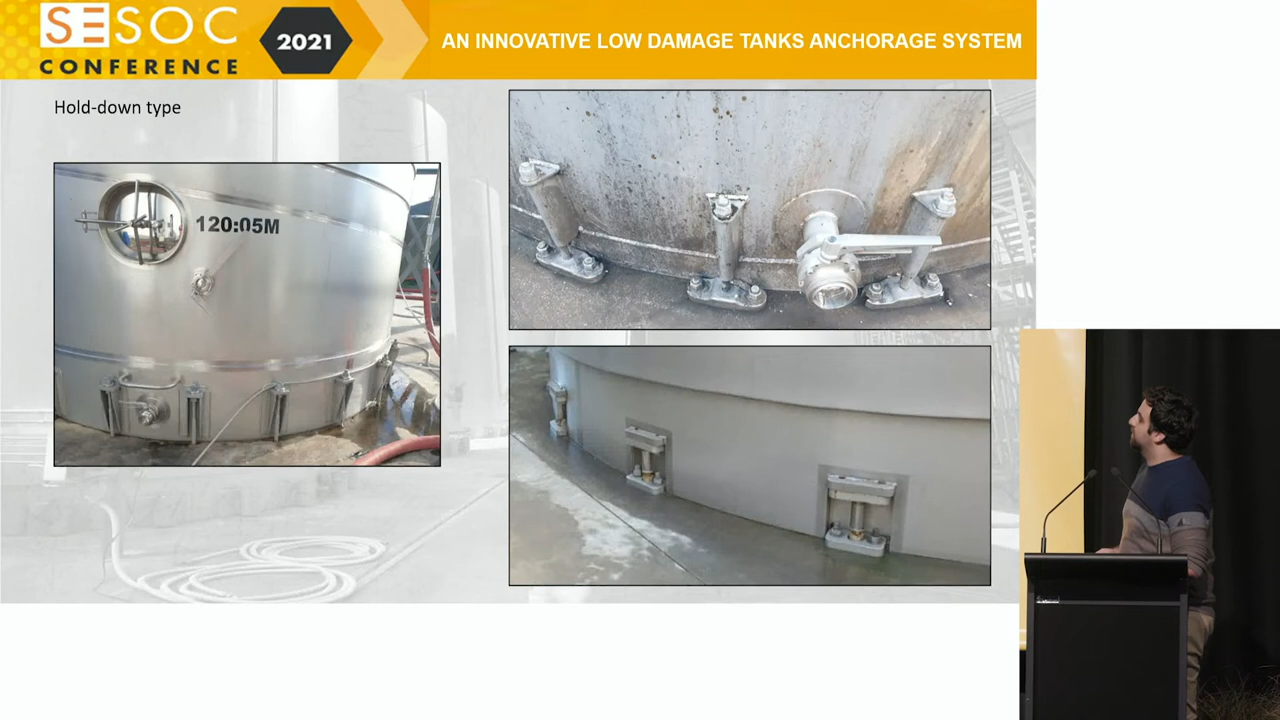 SESOC
CONFERENCE
2021
AN INNOVATIVE LOW DAMAGE TANKS ANCHORAGE SYSTEM
Hold-down type
120:05M